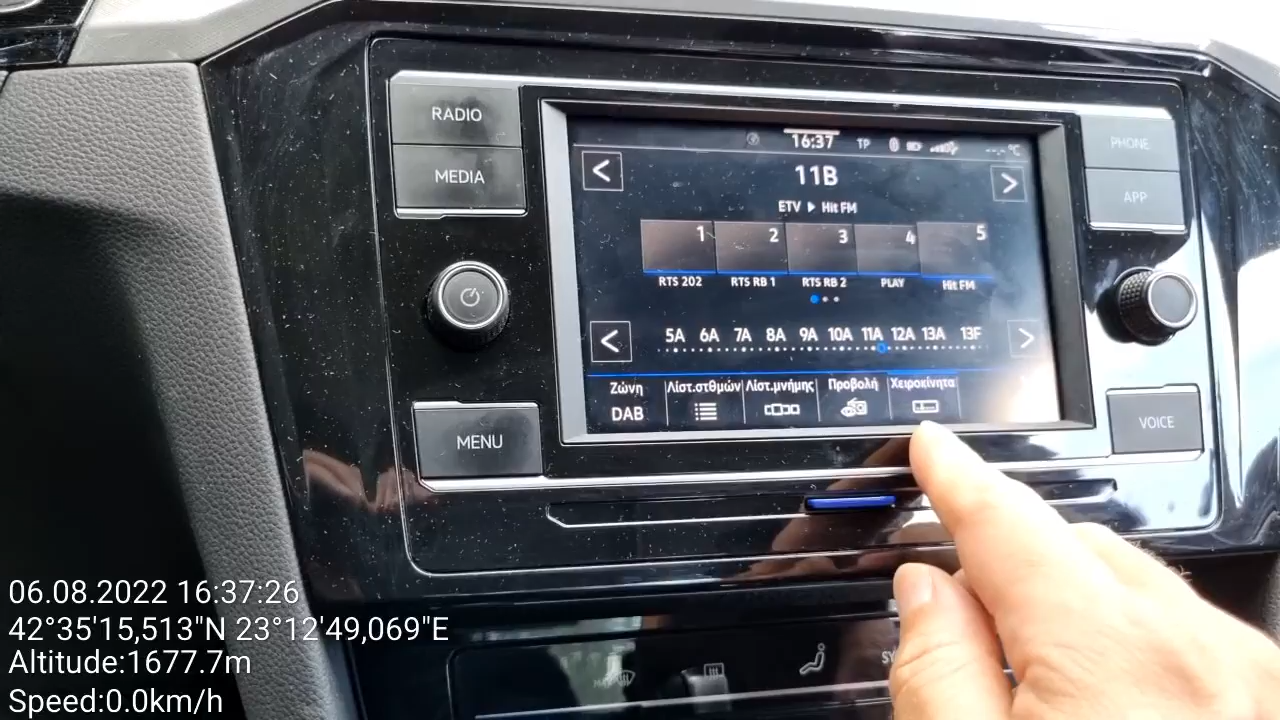 RADIO
MEDIA
MENU
PHONE
APP
VOICE
16:37 TP --,-°C
< 11B >
ETV ▶ Hit FM
1 2 3 4 5
RTS 202 RTS RB 1 RTS RB 2 PLAY Hit FM
< 5A 6A 7A 8A 9A 10A 11A 12A 13A 13F >
Ζώνη Λίστ.στθμών Λίστ.μνήμης Προβολή Χειροκίνητα
DAB
06.08.2022 16:37:26
42°35'15,513"N 23°12'49,069"E
Altitude:1677.7m
Speed:0.0km/h